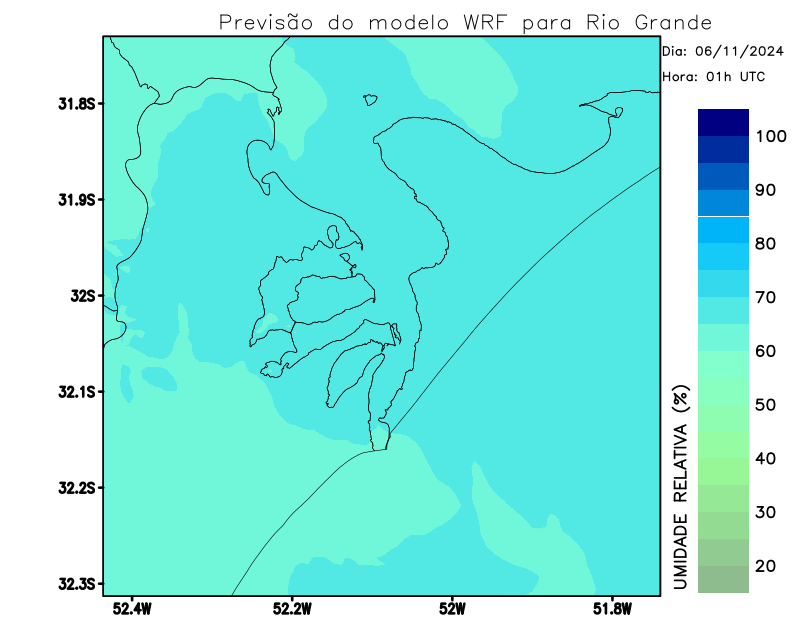 Previsão do modelo WRF para Rio Grande
Dia: 06/11/2024
Hora: 01h UTC
31.8S
31.9S
32S
32.1S
32.2S
32.3S
52.4W
52.2W
52W
51.8W
100
90
80
70
60
50
40
30
20
UMIDADE RELATIVA (%)